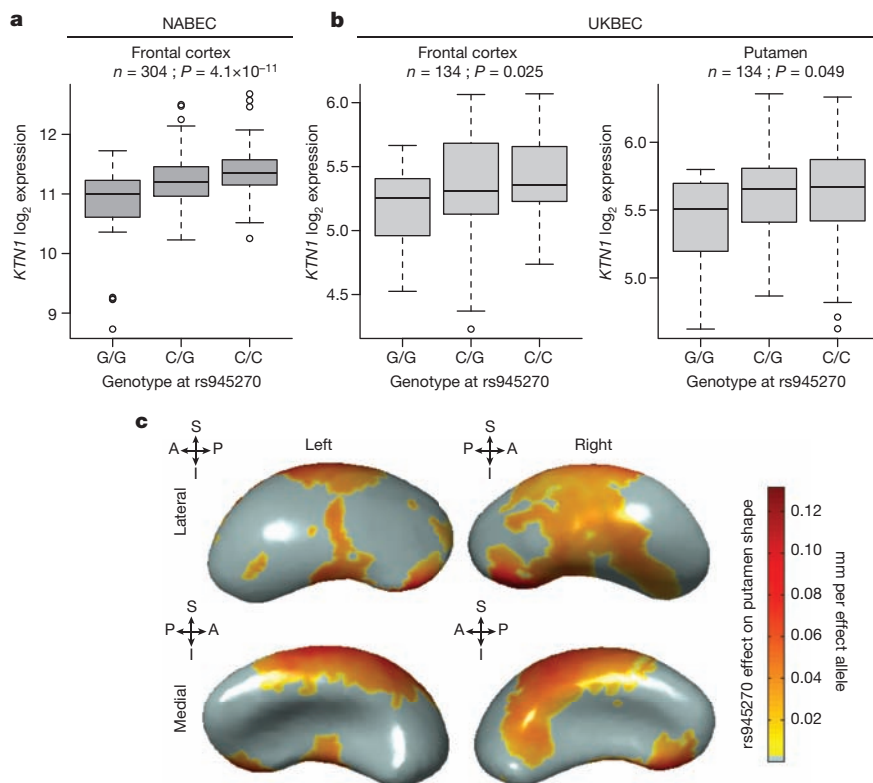 a
NABEC
Frontal cortex
n = 304 ; P = 4.1×10⁻¹¹
KTN1 log₂ expression
12
11
10
9
G/G C/G C/C
Genotype at rs945270
b
UKBEC
Frontal cortex
n = 134 ; P = 0.025
KTN1 log₂ expression
6.0
5.5
5.0
4.5
G/G C/G C/C
Genotype at rs945270
Putamen
n = 134 ; P = 0.049
KTN1 log₂ expression
6.0
5.5
5.0
G/G C/G C/C
Genotype at rs945270
c
Left
Right
S
A P
I
S
P A
I
Lateral
S
P A
I
S
A P
I
Medial
rs945270 effect on putamen shape
0.12
0.10
0.08
0.06
0.04
0.02
mm per effect allele